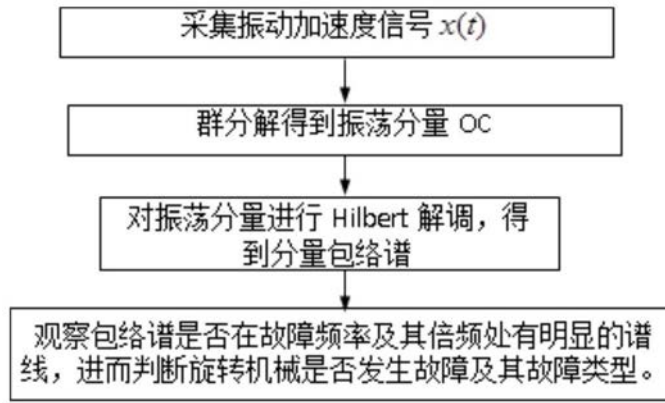 采集振动加速度信号 x(t)
群分解得到振荡分量 OC
对振荡分量进行 Hilbert 解调，得
到分量包络谱
观察包络谱是否在故障频率及其倍频处有明显的谱
线，进而判断旋转机械是否发生故障及其故障类型。